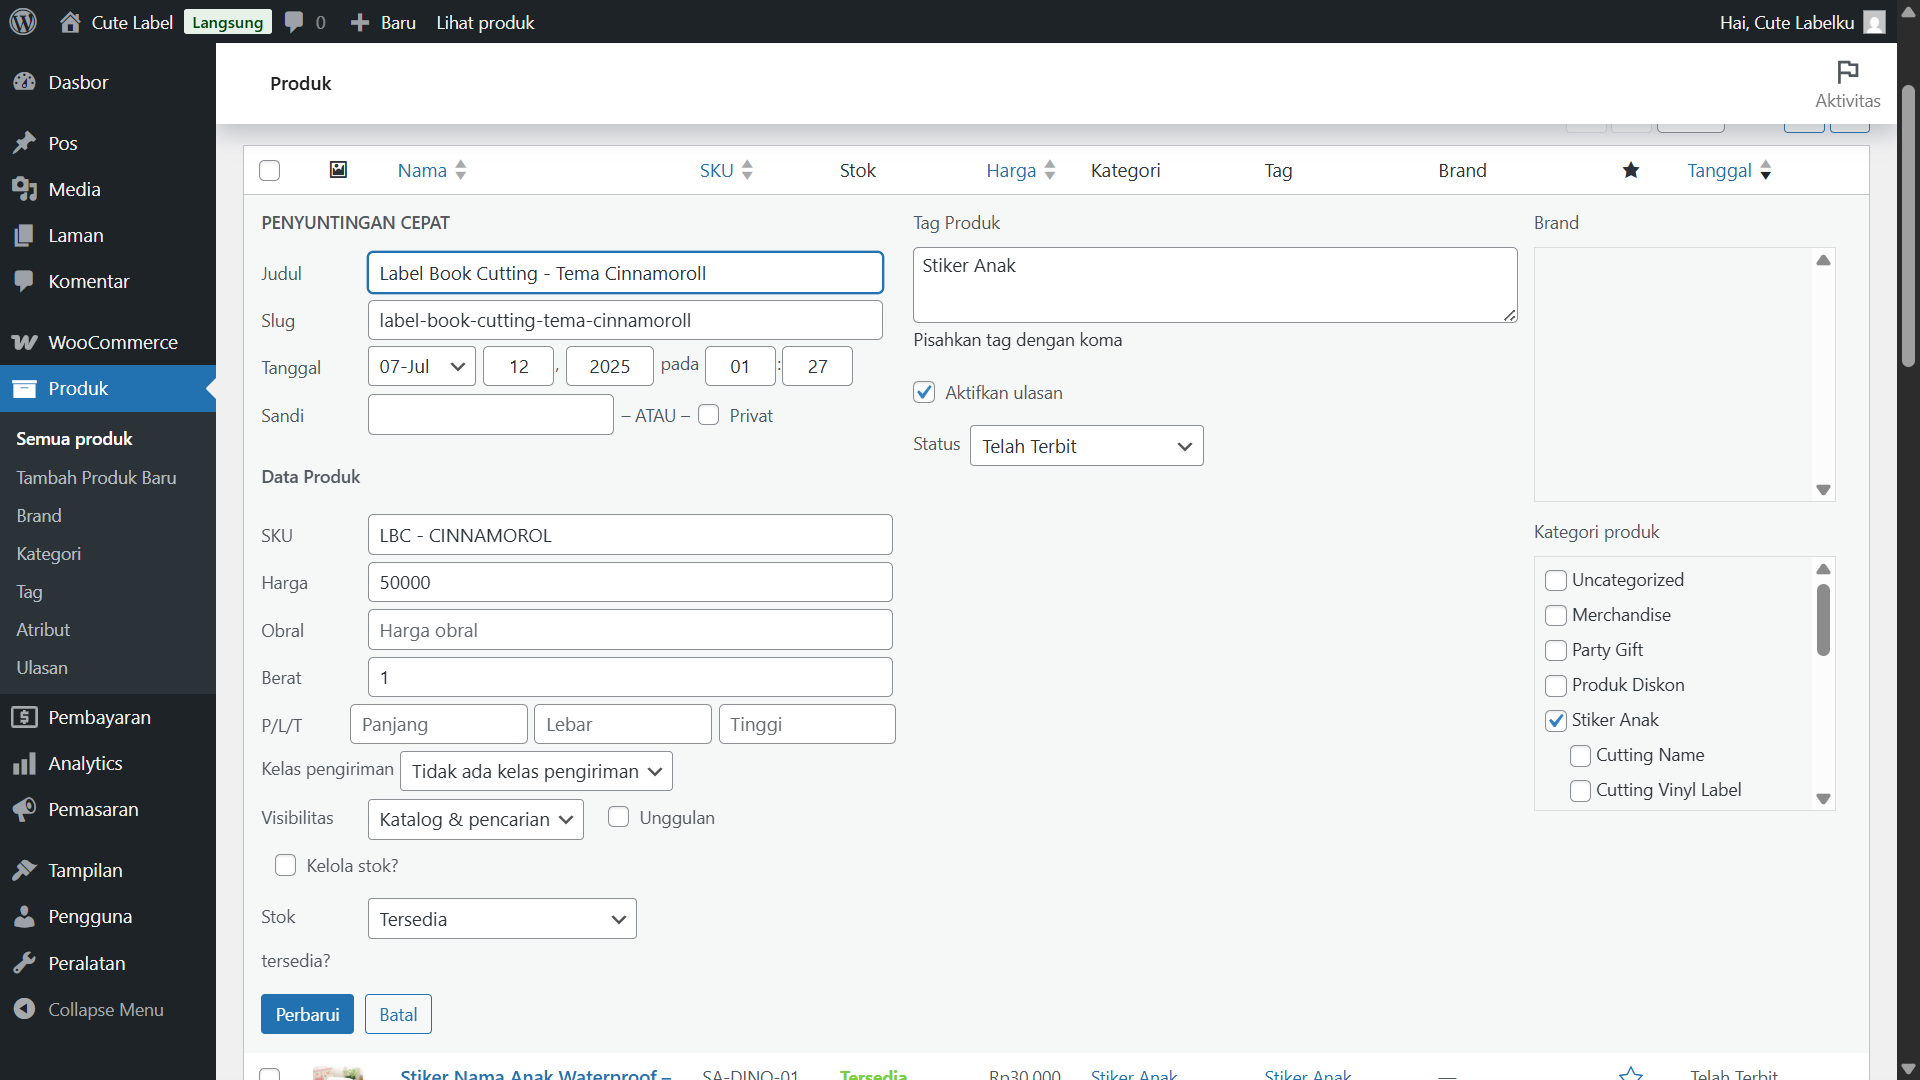 Cute Label
Langsung
0
Baru
Lihat produk
Hai, Cute Labelku
Dasbor
Pos
Media
Laman
Komentar
WooCommerce
Produk
Semua produk
Tambah Produk Baru
Brand
Kategori
Tag
Atribut
Ulasan
Pembayaran
Analytics
Pemasaran
Tampilan
Pengguna
Peralatan
Collapse Menu
Produk
Aktivitas
Nama SKU Stok Harga Kategori Tag Brand Tanggal
PENYUNTINGAN CEPAT
Judul Label Book Cutting - Tema Cinnamoroll
Slug label-book-cutting-tema-cinnamoroll
Tanggal 07-Jul 12 , 2025 pada 01 : 27
Sandi – ATAU – Privat
Data Produk
SKU LBC - CINNAMOROL
Harga 50000
Obral Harga obral
Berat 1
P/L/T Panjang Lebar Tinggi
Kelas pengiriman Tidak ada kelas pengiriman
Visibilitas Katalog & pencarian Unggulan
Kelola stok?
Stok Tersedia
tersedia?
Tag Produk
Stiker Anak
Pisahkan tag dengan koma
Aktifkan ulasan
Status Telah Terbit
Brand
Kategori produk
Uncategorized
Merchandise
Party Gift
Produk Diskon
Stiker Anak
Cutting Name
Cutting Vinyl Label
Perbarui Batal
Stiker Nama Anak Waterproof – SA-DINO-01 Tersedia Rp30.000 Stiker Anak Stiker Anak — Telah Terbit